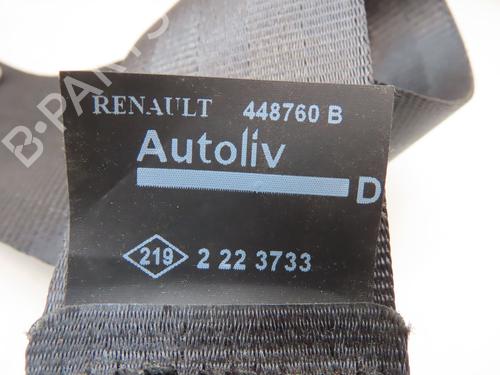 RENAULT 448760 B
Autoliv
D
219 2 22 3733
B-PARTS